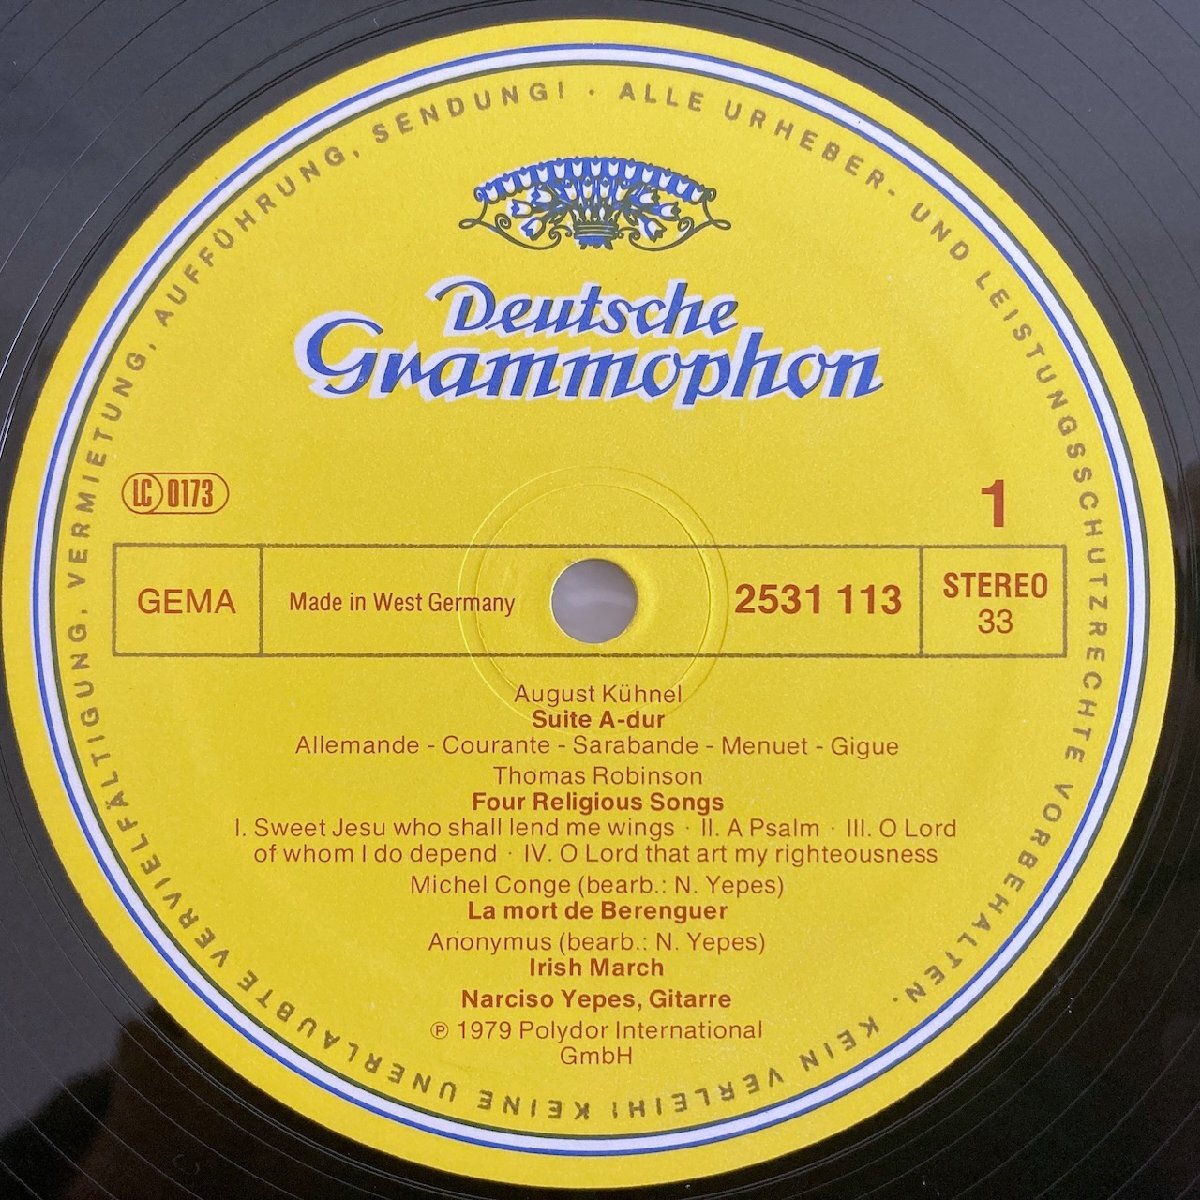 ALLE URHEBER- UND LEISTUNGSSCHUTZRECHTE VORBEHALTEN. KEIN VERLEIH! KEINE UNERLAUBTE VERVIELFÄLTIGUNG, VERMIETUNG, AUFFÜHRUNG, SENDUNG! ·
Deutsche
Grammophon
LC 0173
1
GEMA
Made in West Germany
2531 113
STEREO
33
August Kühnel
Suite A-dur
Allemande - Courante - Sarabande - Menuet - Gigue
Thomas Robinson
Four Religious Songs
I. Sweet Jesu who shall lend me wings · II. A Psalm · III. O Lord
of whom I do depend · IV. O Lord that art my righteousness
Michel Conge (bearb.: N. Yepes)
La mort de Berenguer
Anonymus (bearb.: N. Yepes)
Irish March
Narciso Yepes, Gitarre
℗ 1979 Polydor International
GmbH